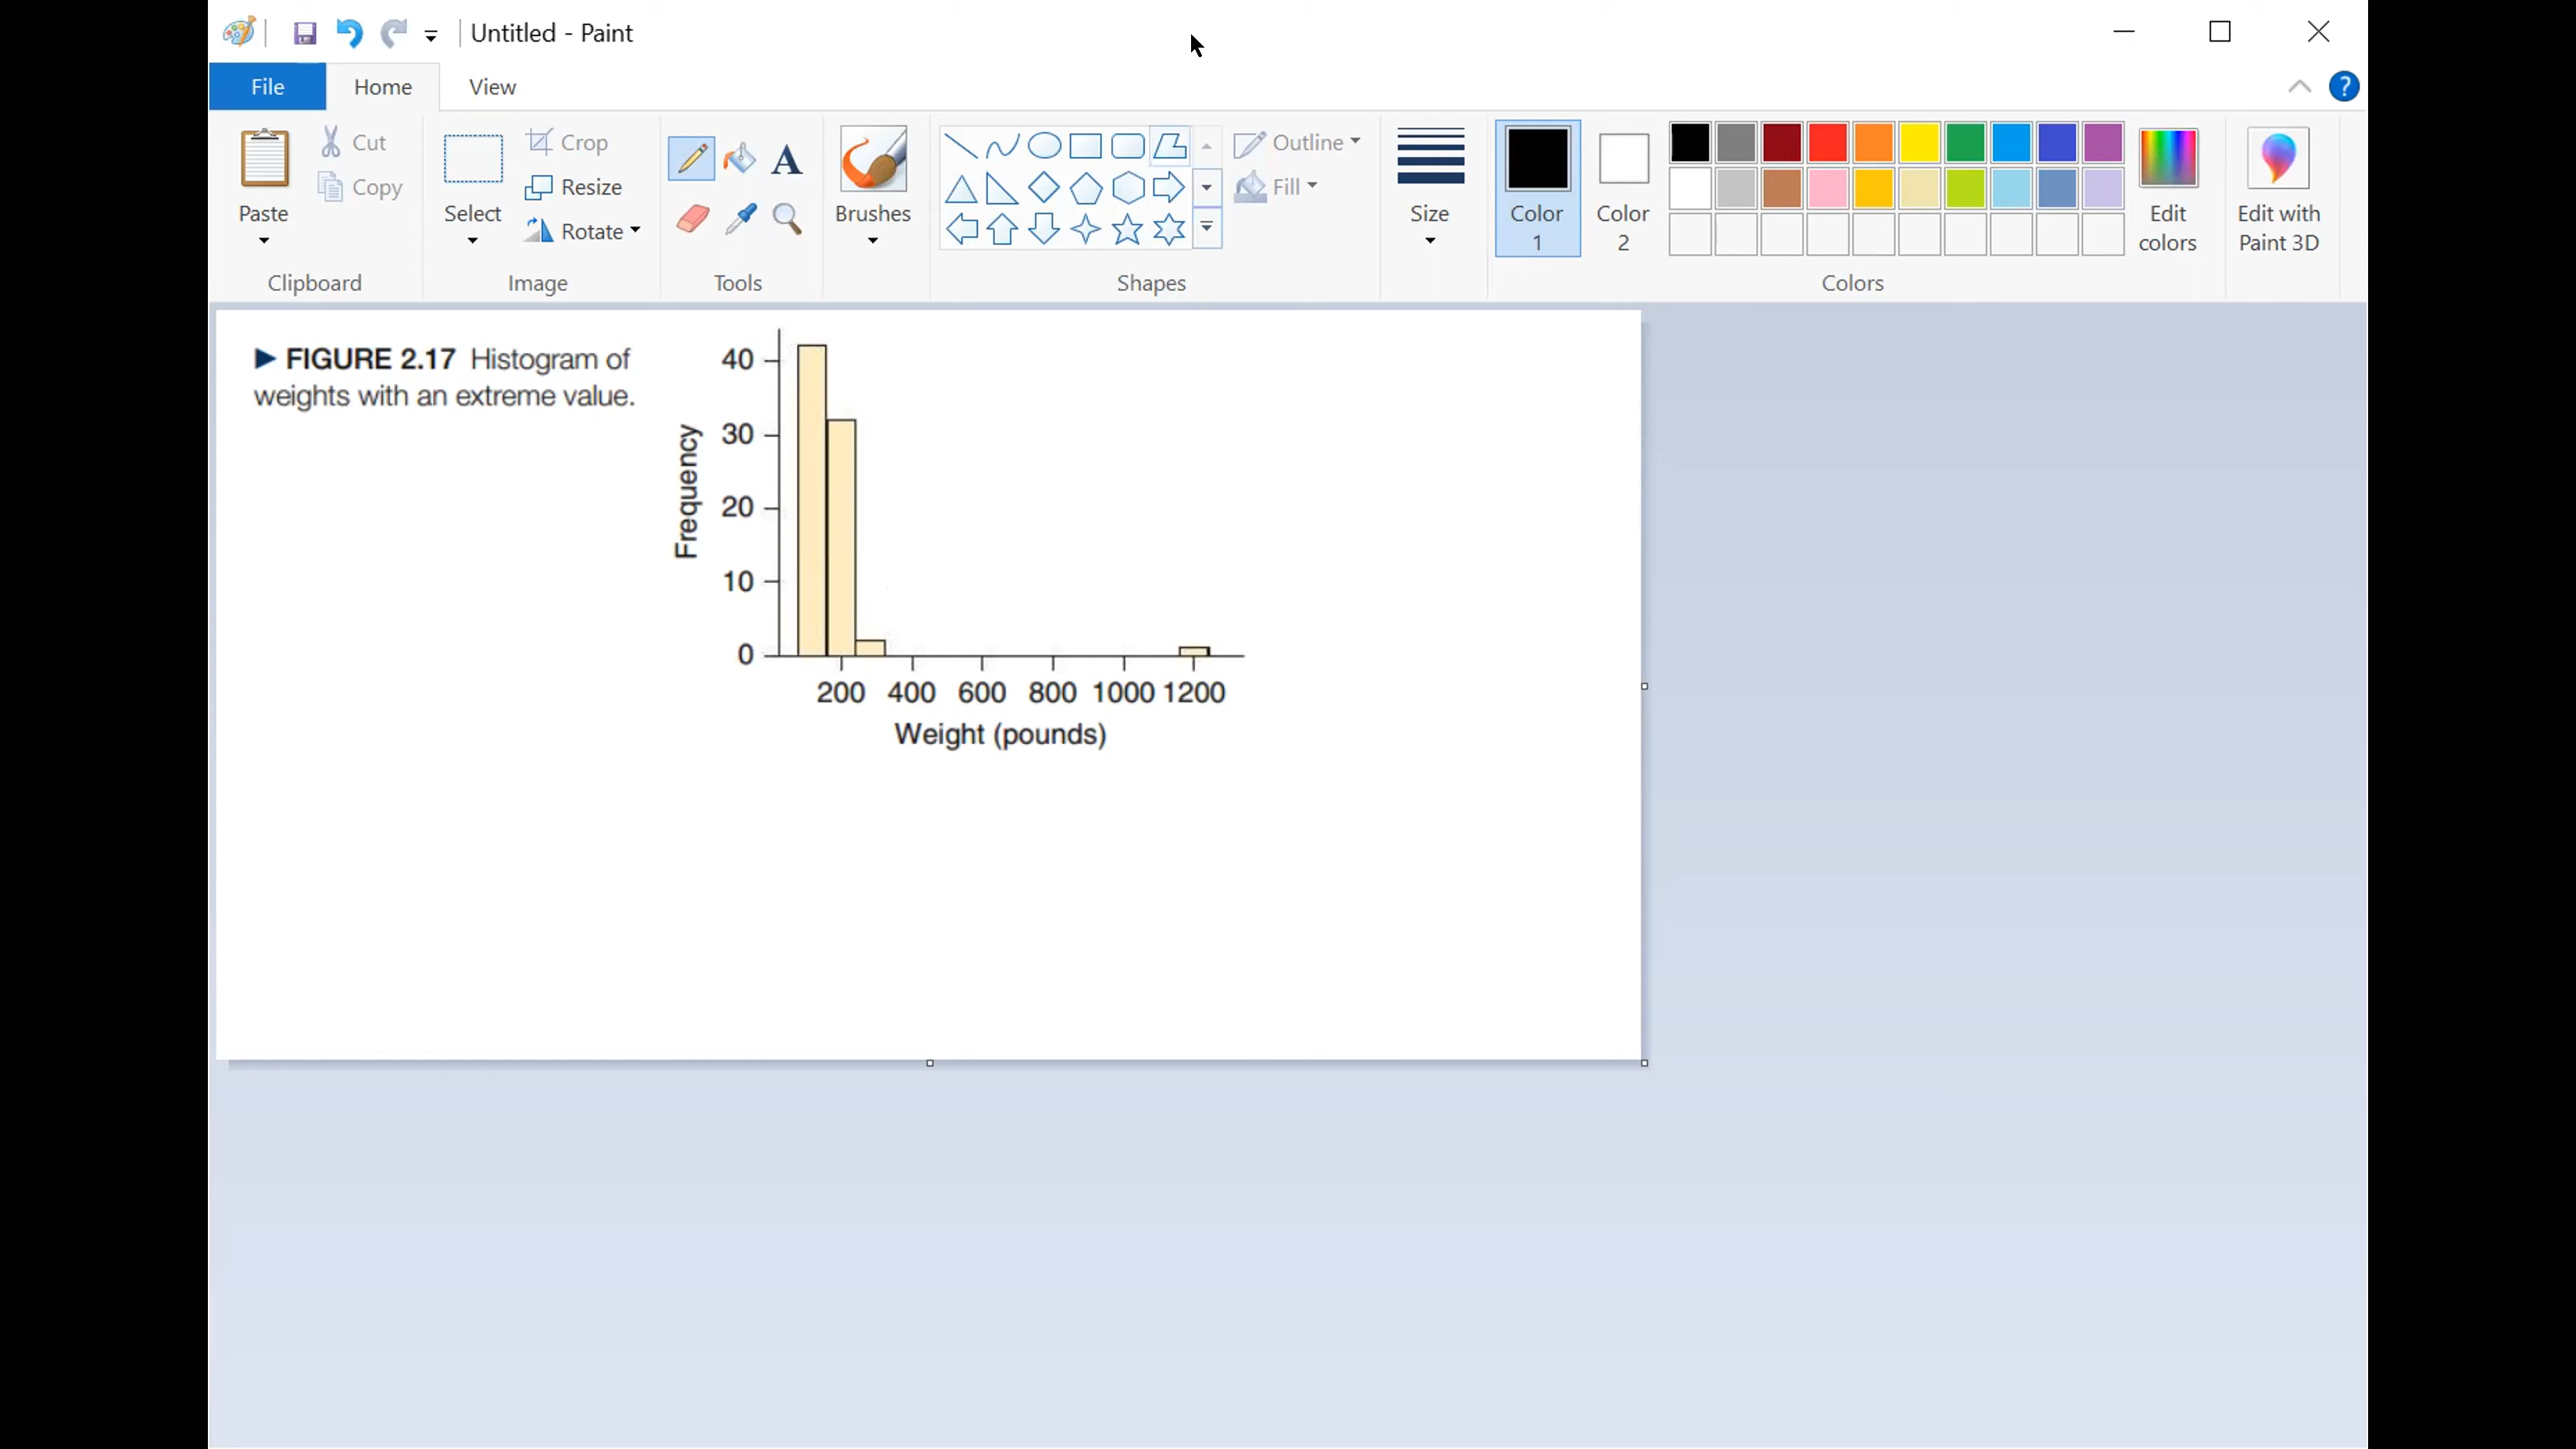 Untitled - Paint
File Home View
Paste
Cut
Copy
Clipboard
Select
Crop
Resize
Rotate
Image
A
Tools
Brushes
Shapes
Outline
Fill
Size
Color 1
Color 2
Colors
Edit colors
Edit with Paint 3D
?
► FIGURE 2.17 Histogram of
weights with an extreme value.
Frequency
40
30
20
10
0
200 400 600 800 1000 1200
Weight (pounds)